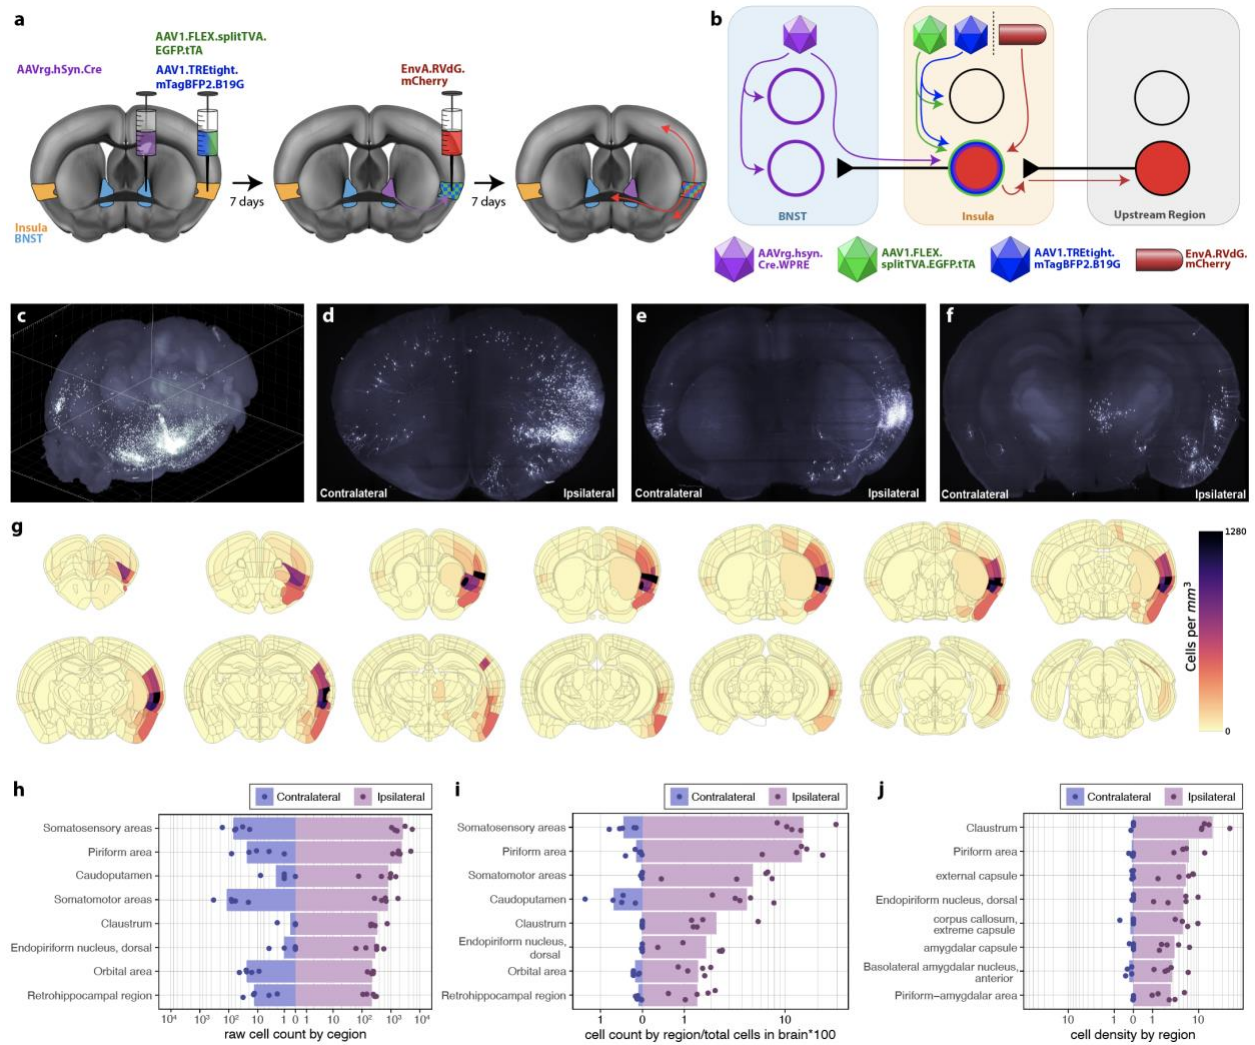 a
AAVrg.hSyn.Cre
AAV1.FLEX.splitTVA.
EGFP.tTA
AAV1.TREtight.
mTagBFP2.B19G
EnvA.RVdG.
mCherry
7 days
7 days
Insula
BNST
b
BNST
Insula
Upstream Region
AAVrg.hsyn.
Cre.WPRE
AAV1.FLEX.
splitTVA.EGFP.tTA
AAV1.TREtight.
mTagBFP2.B19G
EnvA.RVdG.
mCherry
c
d
Contralateral
Ipsilateral
e
Contralateral
Ipsilateral
f
Contralateral
Ipsilateral
g
1280
Cells per mm³
0
h
Contralateral
Ipsilateral
Somatosensory areas
Piriform area
Caudoputamen
Somatomotor areas
Claustrum
Endopiriform nucleus, dorsal
Orbital area
Retrohippocampal region
10⁴ 10³ 10² 10 1 0 1 10 10² 10³ 10⁴
raw cell count by cegion
i
Contralateral
Ipsilateral
Somatosensory areas
Piriform area
Somatomotor areas
Caudoputamen
Claustrum
Endopiriform nucleus,
dorsal
Orbital area
Retrohippocampal region
1 0 1 10
cell count by region/total cells in brain*100
j
Contralateral
Ipsilateral
Claustrum
Piriform area
external capsule
Endopiriform nucleus, dorsal
corpus callosum,
extreme capsule
amygdalar capsule
Basolateral amygdalar nucleus,
anterior
Piriform-amygdalar area
10 1 0 1 10
cell density by region